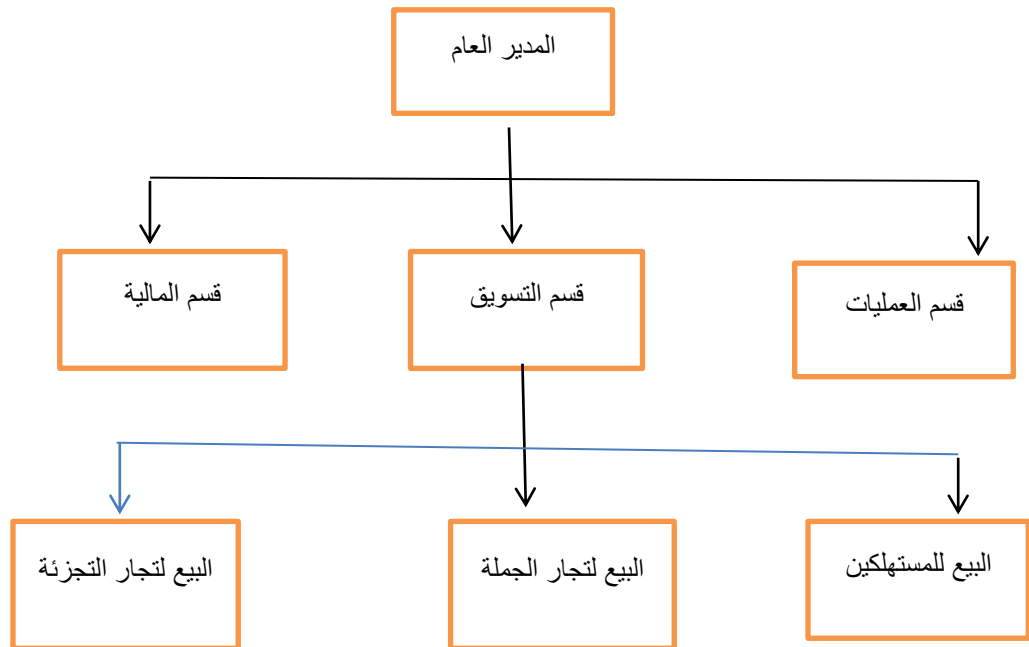 المدير العام
قسم العمليات
قسم التسويق
قسم المالية
البيع للمستهلكين
البيع لتجار الجملة
البيع لتجار التجزئة